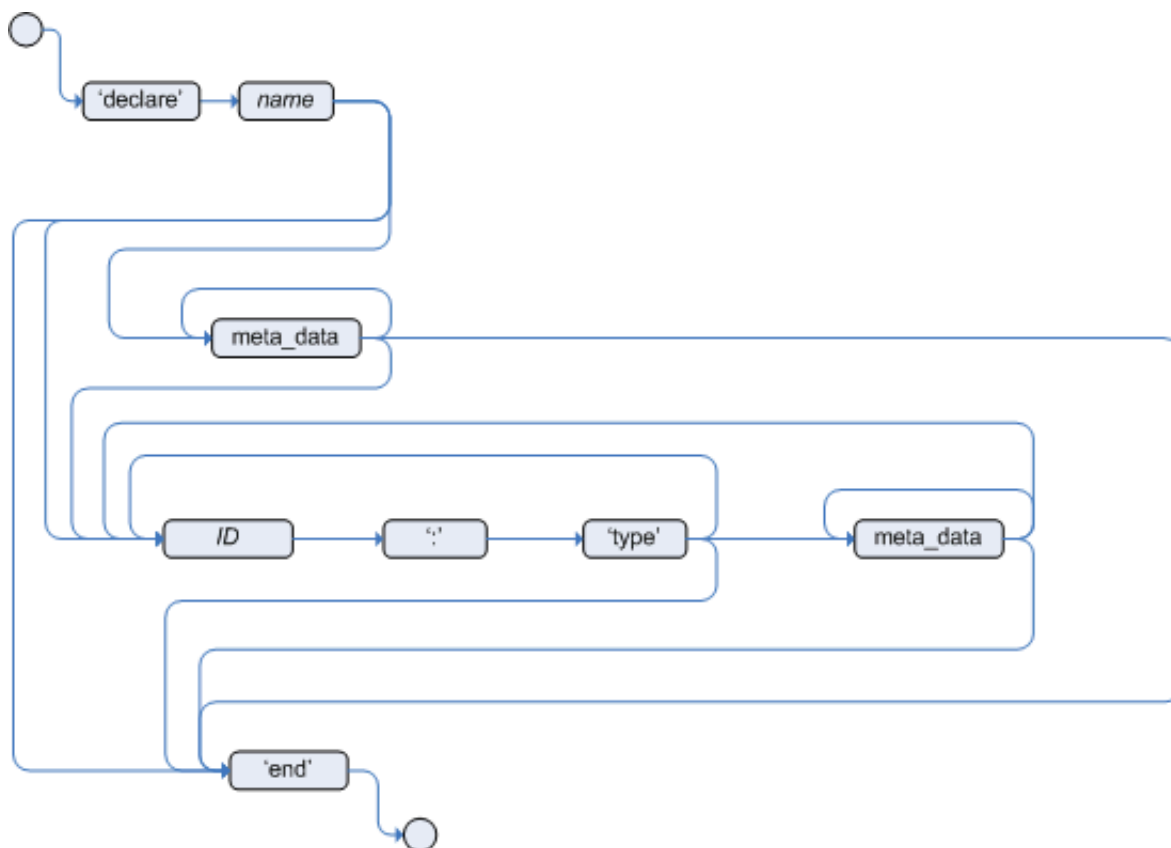 ‘declare’ name
meta_data
ID ‘:’ ‘type’ meta_data
‘end’